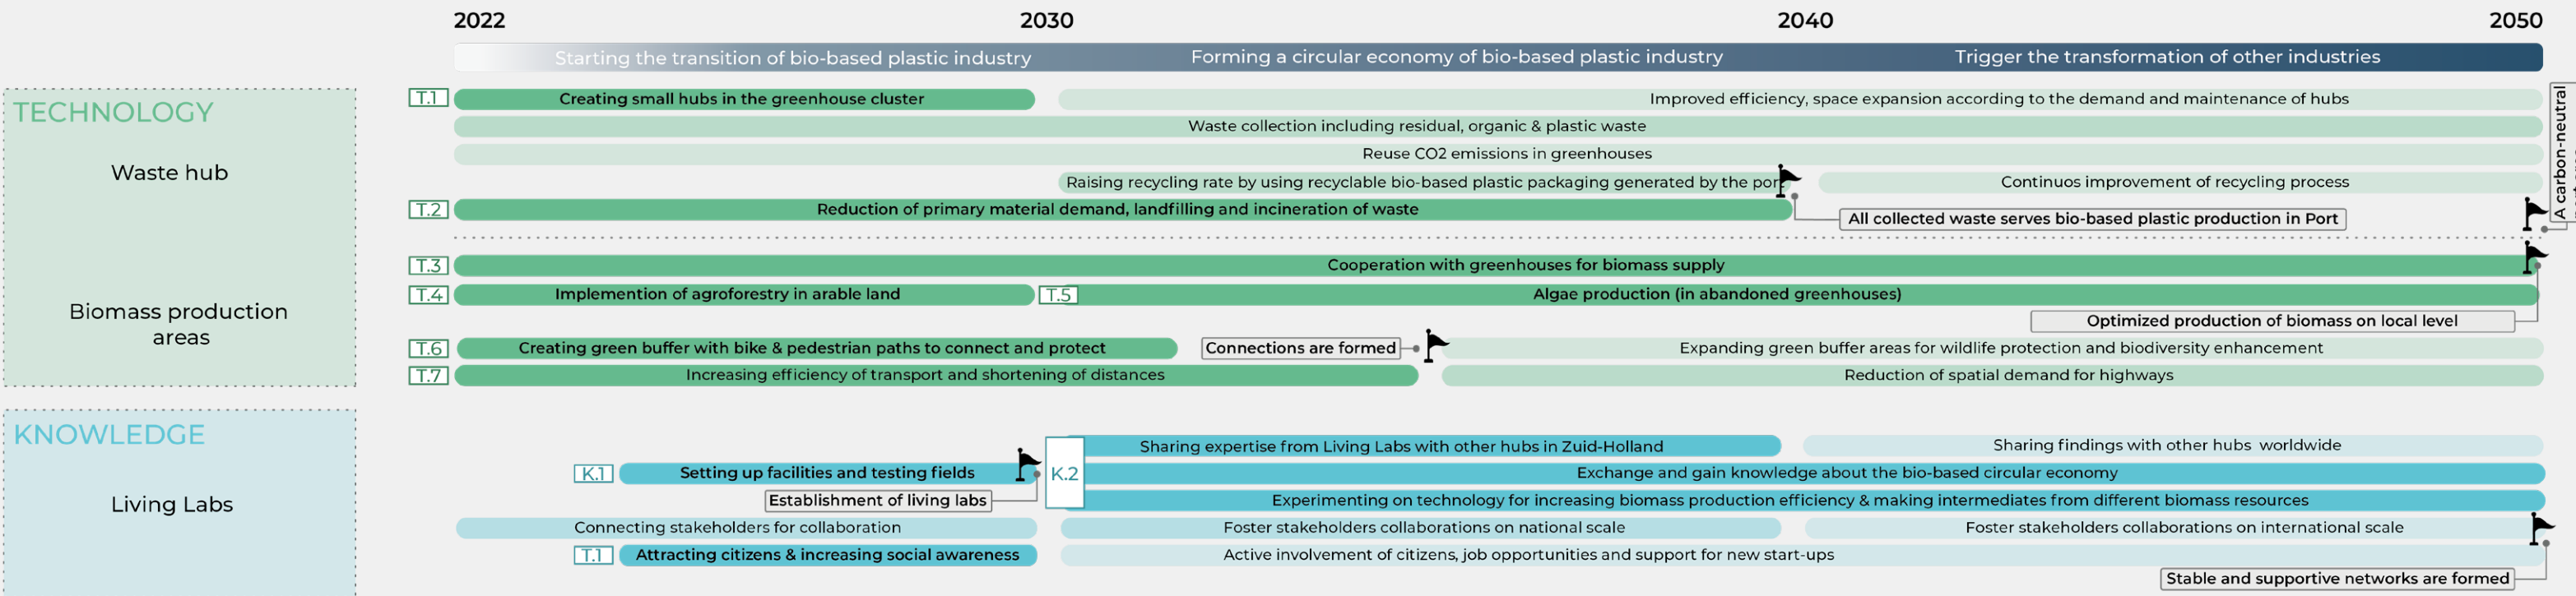 2022 2030 2040 2050
Starting the transition of bio-based plastic industry Forming a circular economy of bio-based plastic industry Trigger the transformation of other industries
TECHNOLOGY
Waste hub
T.1 Creating small hubs in the greenhouse cluster Improved efficiency, space expansion according to the demand and maintenance of hubs
Waste collection including residual, organic & plastic waste
Reuse CO2 emissions in greenhouses
Raising recycling rate by using recyclable bio-based plastic packaging generated by the port Continuos improvement of recycling process
T.2 Reduction of primary material demand, landfilling and incineration of waste
All collected waste serves bio-based plastic production in Port
A carbon-neutral
Biomass production
areas
T.3 Cooperation with greenhouses for biomass supply
T.4 Implemention of agroforestry in arable land T.5 Algae production (in abandoned greenhouses)
Optimized production of biomass on local level
T.6 Creating green buffer with bike & pedestrian paths to connect and protect Connections are formed Expanding green buffer areas for wildlife protection and biodiversity enhancement
T.7 Increasing efficiency of transport and shortening of distances Reduction of spatial demand for highways
KNOWLEDGE
Living Labs
Sharing expertise from Living Labs with other hubs in Zuid-Holland Sharing findings with other hubs worldwide
K.1 Setting up facilities and testing fields K.2 Exchange and gain knowledge about the bio-based circular economy
Establishment of living labs Experimenting on technology for increasing biomass production efficiency & making intermediates from different biomass resources
Connecting stakeholders for collaboration Foster stakeholders collaborations on national scale Foster stakeholders collaborations on international scale
T.1 Attracting citizens & increasing social awareness Active involvement of citizens, job opportunities and support for new start-ups
Stable and supportive networks are formed